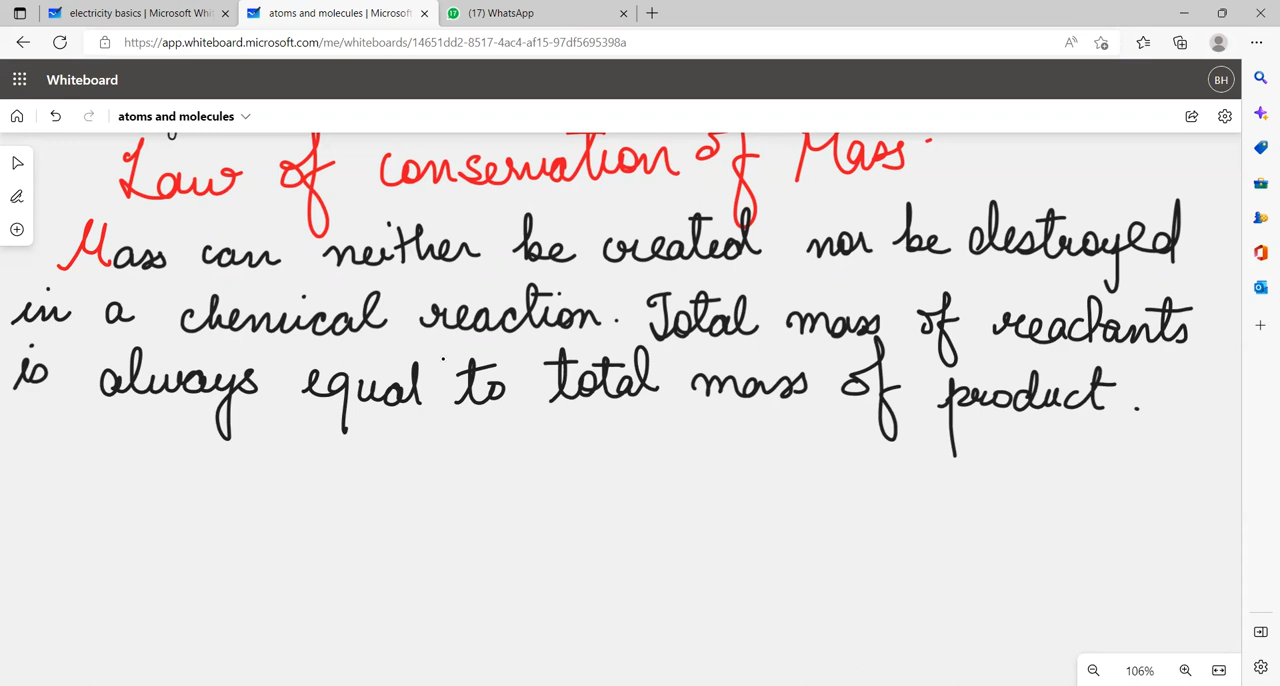 electricity basics | Microsoft Whi
atoms and molecules | Microsof
(17) WhatsApp
https://app.whiteboard.microsoft.com/me/whiteboards/14651dd2-8517-4ac4-af15-97df5695398a
Whiteboard
BH
atoms and molecules
Law of conservation of Mass.
Mass can neither be created nor be destroyed
in a chemical reaction. Total mass of reactants
is always equal to total mass of product.
106%